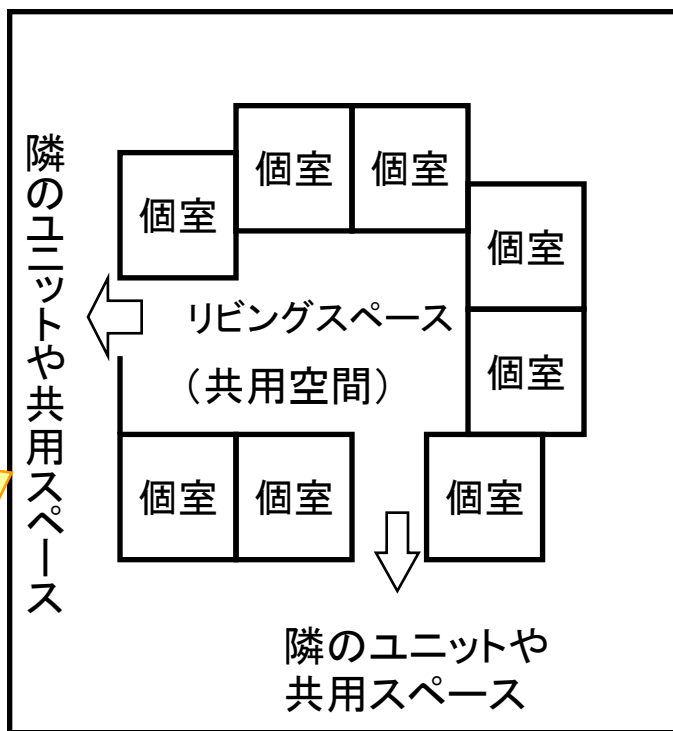 個室
個室
個室
個室
個室
個室
個室
個室
リビングスペース
（共用空間）
隣のユニットや共用スペース
隣のユニットや
共用スペース